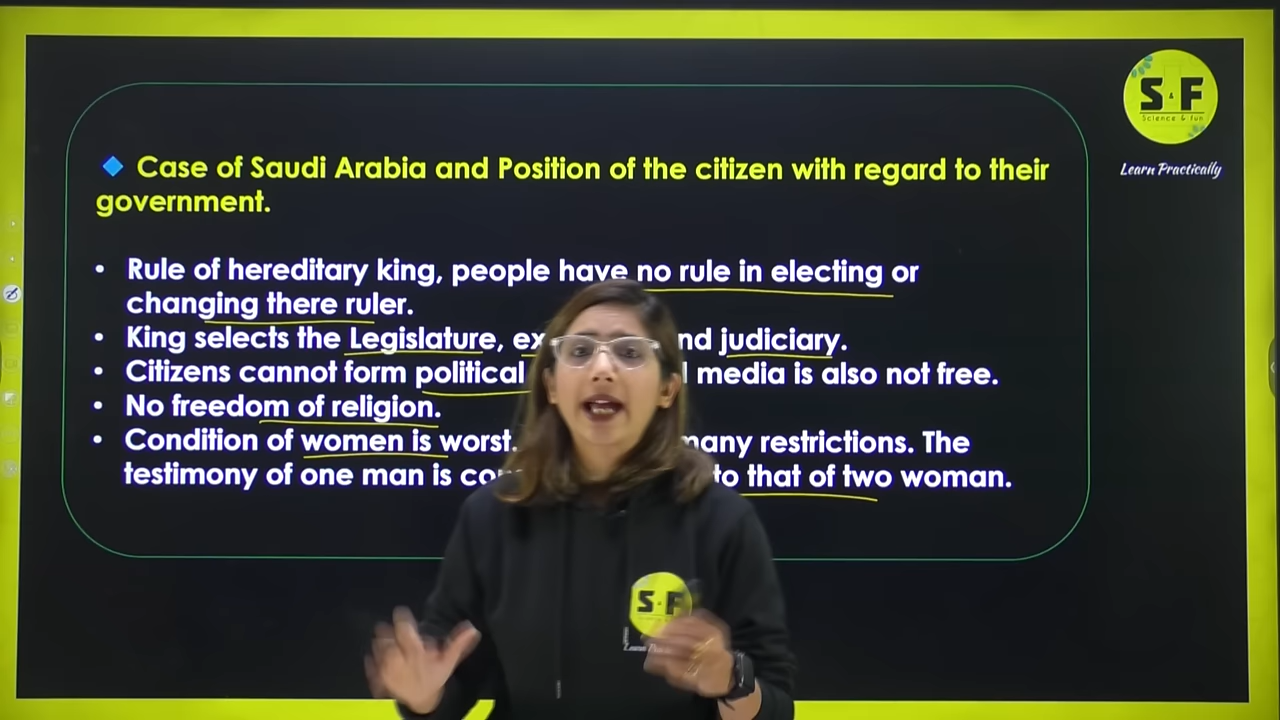 S & F
Science & fun
Learn Practically
Case of Saudi Arabia and Position of the citizen with regard to their
government.
• Rule of hereditary king, people have no rule in electing or
changing there ruler.
• King selects the Legislature, and judiciary.
• Citizens cannot form political media is also not free.
• No freedom of religion.
• Condition of women is worst. many restrictions. The
testimony of one man is to that of two woman.
S F